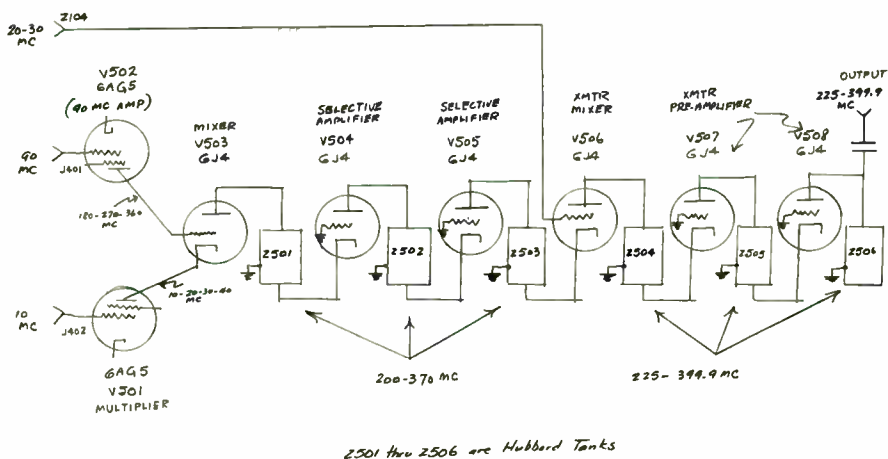 20-30
MC
Z104
V502
6AG5
(90 MC AMP)
90
MC
J401
180-270-360
MC
MIXER
V503
6J4
SELECTIVE
AMPLIFIER
V504
6J4
SELECTIVE
AMPLIFIER
V505
6J4
XMTR
MIXER
V506
6J4
XMTR
PRE-AMPLIFIER
V507
6J4
V508
6J4
OUTPUT
225-399.9
MC
Z501
Z502
Z503
Z504
Z505
Z506
10-20-30-40
MC
10
MC
J402
6AG5
V501
MULTIPLIER
200-370 MC
225-399.9 MC
Z501 thru Z506 are Hubbard Tanks